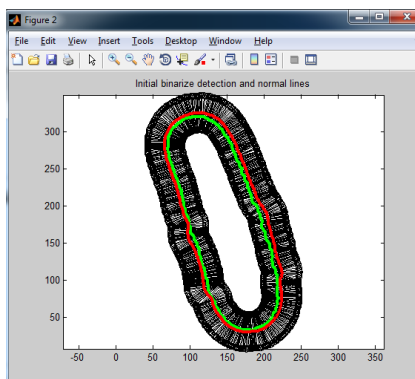 Figure 2
File Edit View Insert Tools Desktop Window Help
Initial binarize detection and normal lines
350
300
250
200
150
100
50
-50 0 50 100 150 200 250 300 350